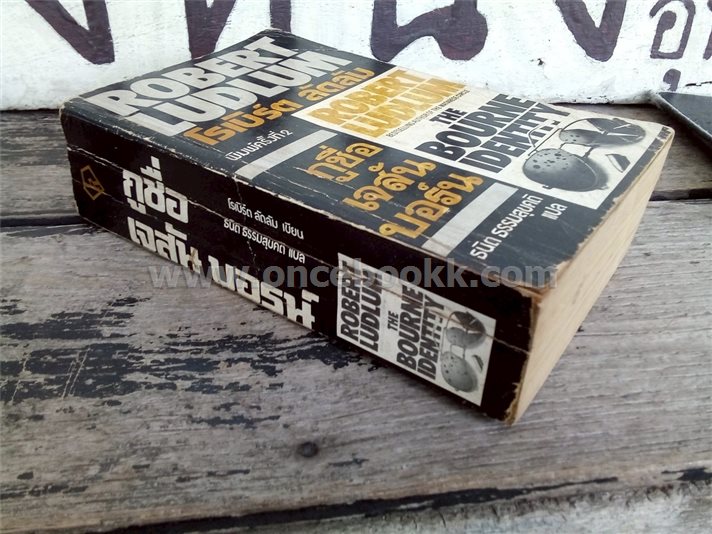 ROBERT
LUDLUM
โรเบิร์ต ลัดลัม
พิมพ์ครั้งที่ 2
ROBERT
LUDLUM
THE
BOURNE
IDENTITY
กูชื่อ
เจสัน
บอร์น
ธนิต ธรรมสุคติ
แปล
กูชื่อ
เจสัน บอรน์
โรเบิร์ต ลัดลัม เขียน
ธนิต ธรรมสุคติ แปล
ROBERT
LUDLUM
THE
BOURNE
IDENTITY
www.oncebookk.com